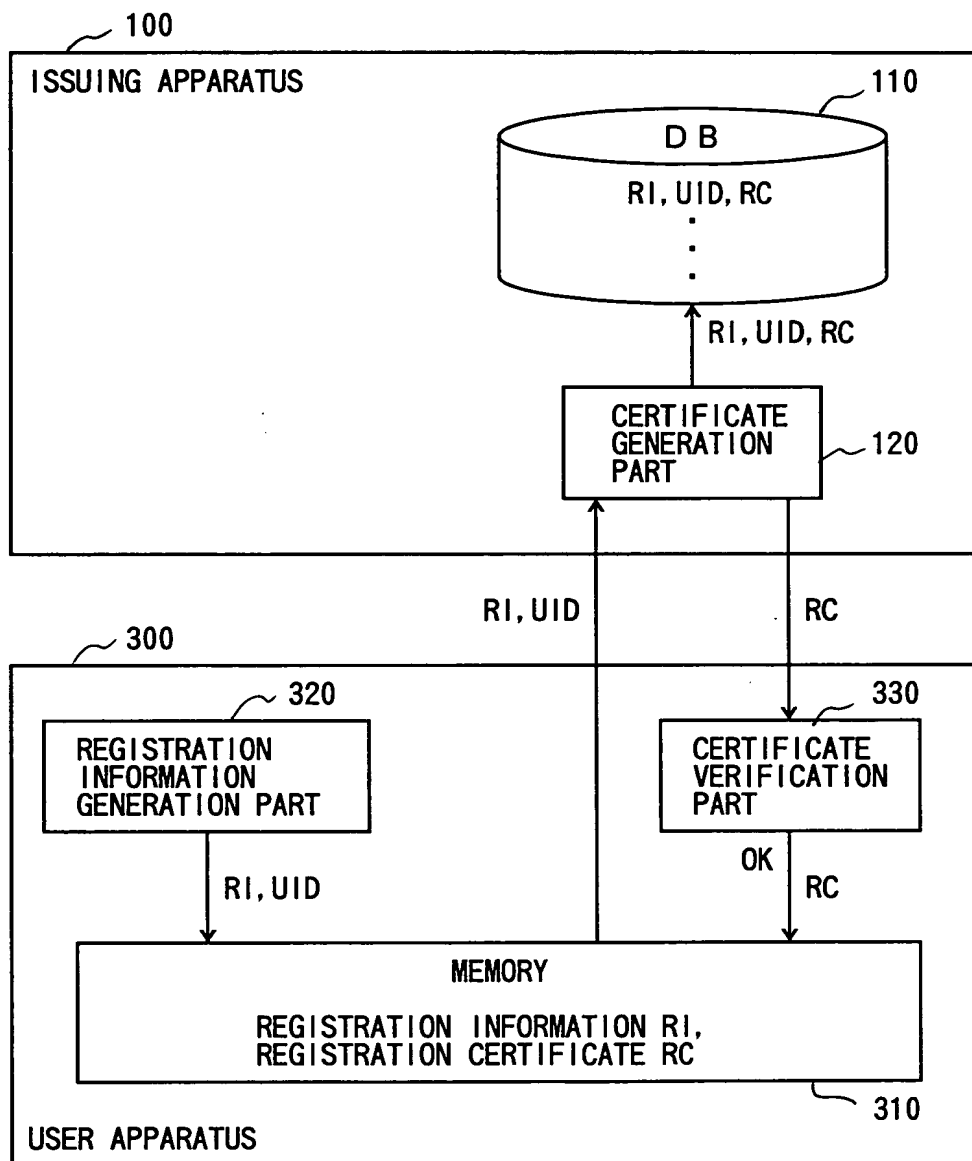 100
ISSUING APPARATUS
110
DB
RI, UID, RC
RI, UID, RC
CERTIFICATE
GENERATION
PART
120
RI, UID
RC
300
320
330
REGISTRATION
INFORMATION
GENERATION PART
CERTIFICATE
VERIFICATION
PART
OK
RI, UID
RC
MEMORY
REGISTRATION INFORMATION RI,
REGISTRATION CERTIFICATE RC
310
USER APPARATUS